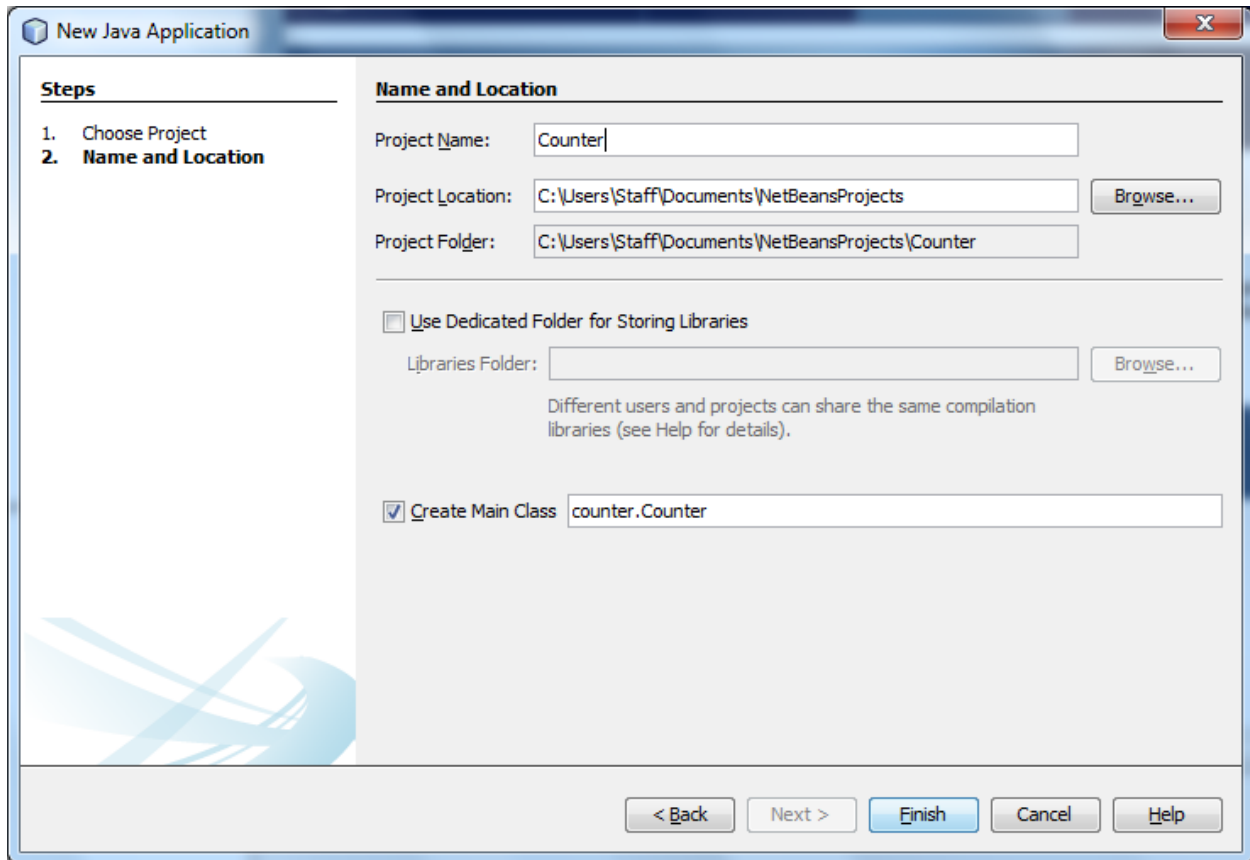 New Java Application
X
Steps
1. Choose Project
2. Name and Location
Name and Location
Project Name: Counter
Project Location: C:\Users\Staff\Documents\NetBeansProjects Browse...
Project Folder: C:\Users\Staff\Documents\NetBeansProjects\Counter
Use Dedicated Folder for Storing Libraries
Libraries Folder: Browse...
Different users and projects can share the same compilation
libraries (see Help for details).
Create Main Class counter.Counter
< Back Next > Finish Cancel Help